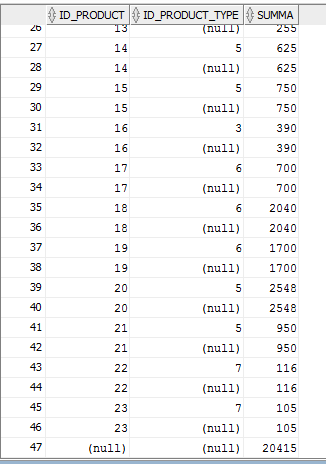 ID_PRODUCT ID_PRODUCT_TYPE SUMMA
26 13 (null) 255
27 14 5 625
28 14 (null) 625
29 15 5 750
30 15 (null) 750
31 16 3 390
32 16 (null) 390
33 17 6 700
34 17 (null) 700
35 18 6 2040
36 18 (null) 2040
37 19 6 1700
38 19 (null) 1700
39 20 5 2548
40 20 (null) 2548
41 21 5 950
42 21 (null) 950
43 22 7 116
44 22 (null) 116
45 23 7 105
46 23 (null) 105
47 (null) (null) 20415